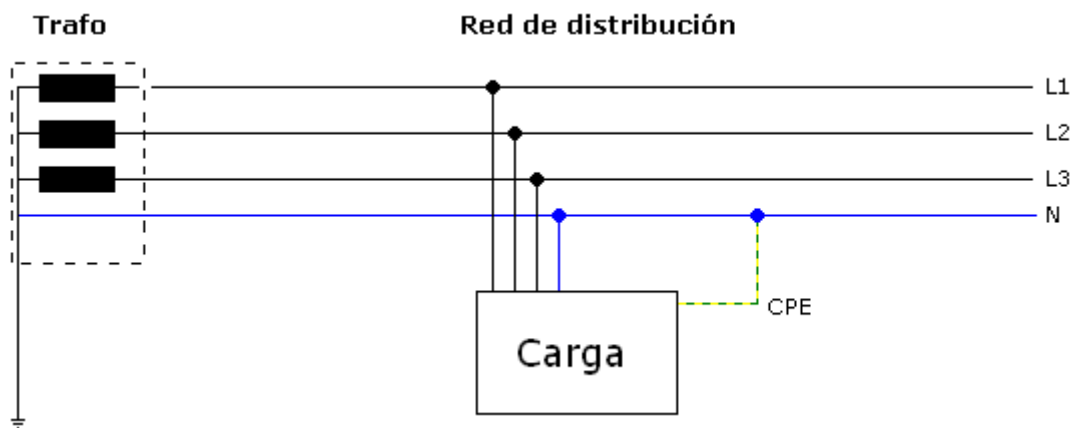 Trafo
Red de distribución
L1
L2
L3
N
CPE
Carga